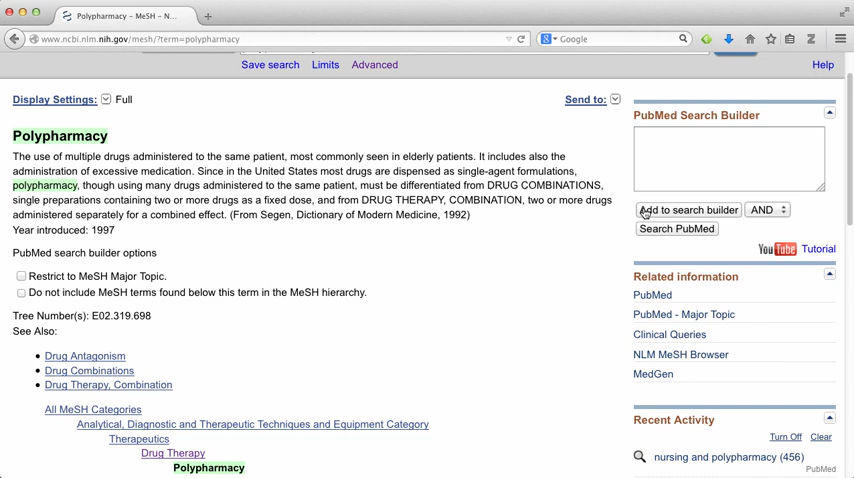 Polypharmacy - MeSH - N...
www.ncbi.nlm.nih.gov/mesh/?term=polypharmacy
Google
Save search Limits Advanced Help
Display Settings: Full Send to:
Polypharmacy
The use of multiple drugs administered to the same patient, most commonly seen in elderly patients. It includes also the
administration of excessive medication. Since in the United States most drugs are dispensed as single-agent formulations,
polypharmacy, though using many drugs administered to the same patient, must be differentiated from DRUG COMBINATIONS,
single preparations containing two or more drugs as a fixed dose, and from DRUG THERAPY, COMBINATION, two or more drugs
administered separately for a combined effect. (From Segen, Dictionary of Modern Medicine, 1992)
Year introduced: 1997
PubMed search builder options
Restrict to MeSH Major Topic.
Do not include MeSH terms found below this term in the MeSH hierarchy.
Tree Number(s): E02.319.698
See Also:
Drug Antagonism
Drug Combinations
Drug Therapy, Combination
All MeSH Categories
Analytical, Diagnostic and Therapeutic Techniques and Equipment Category
Therapeutics
Drug Therapy
Polypharmacy
PubMed Search Builder
Add to search builder AND
Search PubMed
YouTube Tutorial
Related information
PubMed
PubMed - Major Topic
Clinical Queries
NLM MeSH Browser
MedGen
Recent Activity
Turn Off Clear
nursing and polypharmacy (456)
PubMed